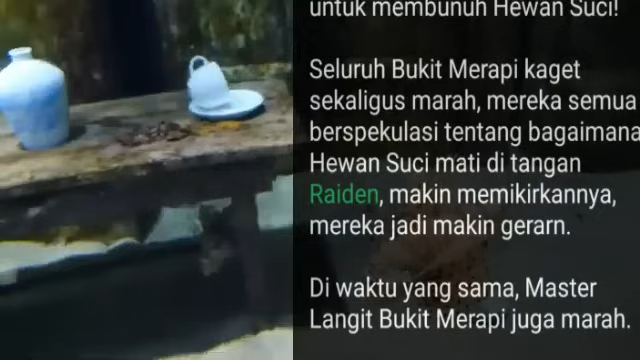 untuk membunuh Hewan Suci!
Seluruh Bukit Merapi kaget
sekaligus marah, mereka semua
berspekulasi tentang bagaimana
Hewan Suci mati di tangan
Raiden, makin memikirkannya,
mereka jadi makin gerarn.
Di waktu yang sama, Master
Langit Bukit Merapi juga marah.